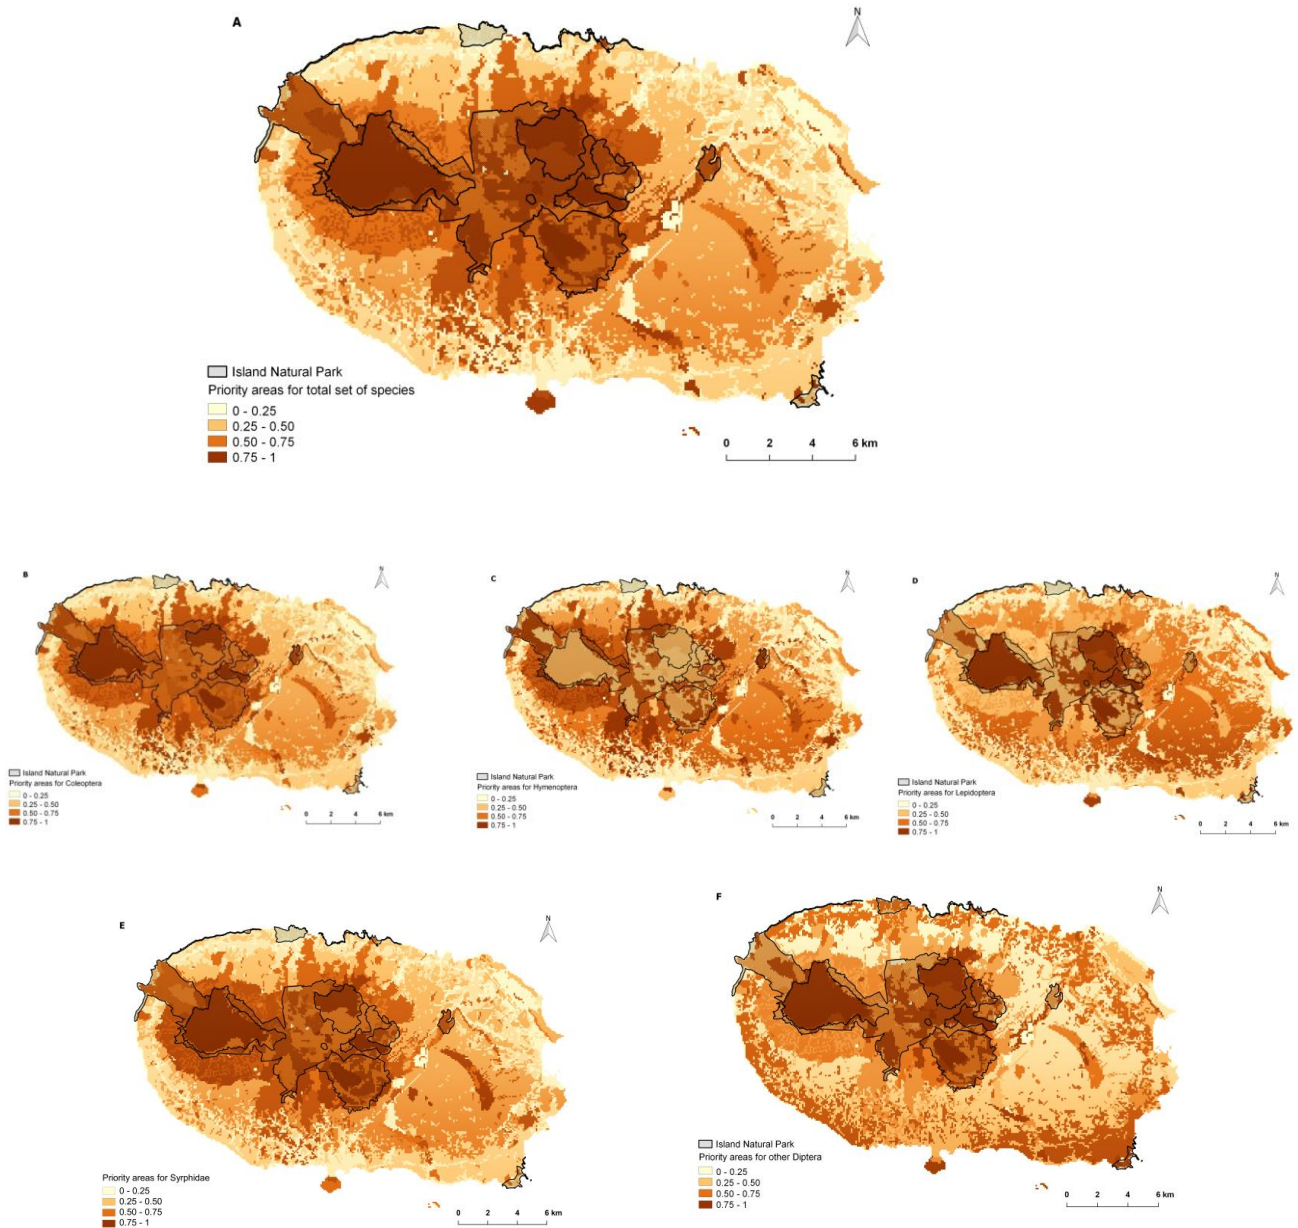 A
N
Island Natural Park
Priority areas for total set of species
0 - 0.25
0.25 - 0.50
0.50 - 0.75
0.75 - 1
0 2 4 6 km
B
N
Island Natural Park
Priority areas for Coleoptera
0 - 0.25
0.25 - 0.50
0.50 - 0.75
0.75 - 1
0 2 4 6 km
C
N
Island Natural Park
Priority areas for Hymenoptera
0 - 0.25
0.25 - 0.50
0.50 - 0.75
0.75 - 1
0 2 4 6 km
D
N
Island Natural Park
Priority areas for Lepidoptera
0 - 0.25
0.25 - 0.50
0.50 - 0.75
0.75 - 1
0 2 4 6 km
E
N
Priority areas for Syrphidae
0 - 0.25
0.25 - 0.50
0.50 - 0.75
0.75 - 1
0 2 4 6 km
F
N
Island Natural Park
Priority areas for other Diptera
0 - 0.25
0.25 - 0.50
0.50 - 0.75
0.75 - 1
0 2 4 6 km